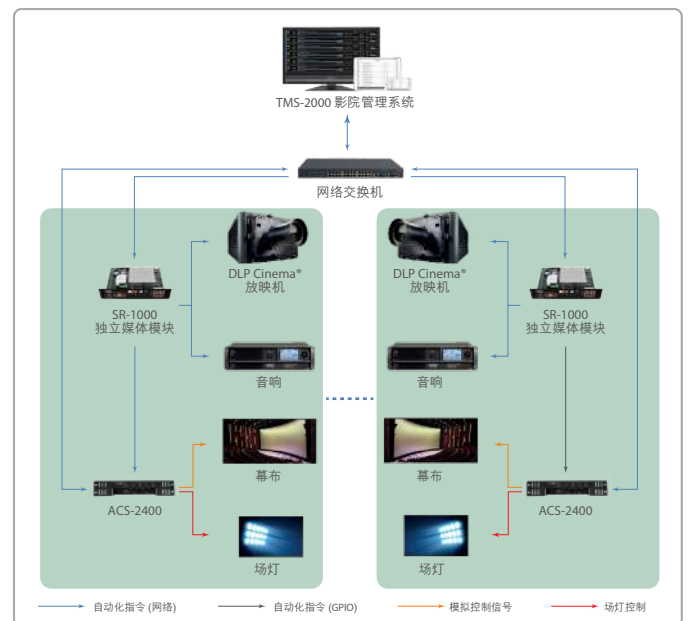 TMS-2000 影院管理系统
网络交换机
DLP Cinema®
放映机
SR-1000
独立媒体模块
音响
幕布
ACS-2400
场灯
DLP Cinema®
放映机
SR-1000
独立媒体模块
音响
幕布
ACS-2400
场灯
自动化指令 (网络)
自动化指令 (GPIO)
模拟控制信号
场灯控制